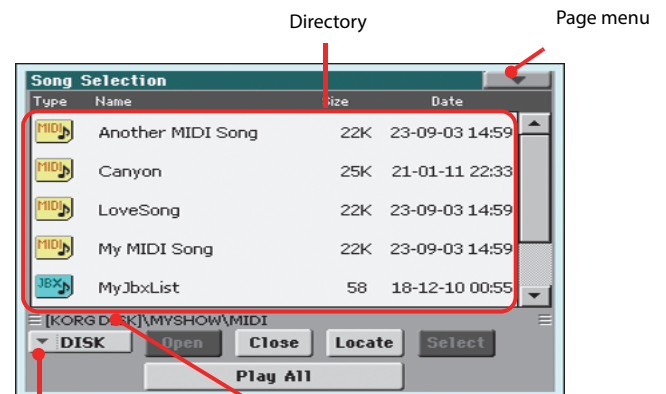 Directory
Page menu
Song Selection
Type Name Size Date
MIDI Another MIDI Song 22K 23-09-03 14:59
MIDI Canyon 25K 21-01-11 22:33
MIDI LoveSong 22K 23-09-03 14:59
MIDI My MIDI Song 22K 23-09-03 14:59
JBX MyJbxList 58 18-12-10 00:55
[KORG DISK]\MYSHOW\MIDI
DISK Open Close Locate Select
Play All